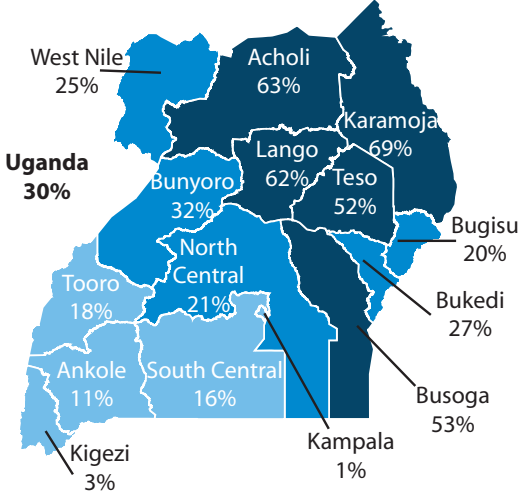 West Nile
25%
Acholi
63%
Karamoja
69%
Uganda
30%
Lango
62%
Teso
52%
Bunyoro
32%
Bugisu
20%
North
Central
21%
Tooro
18%
Bukedi
27%
Ankole
11%
South Central
16%
Busoga
53%
Kampala
1%
Kigezi
3%